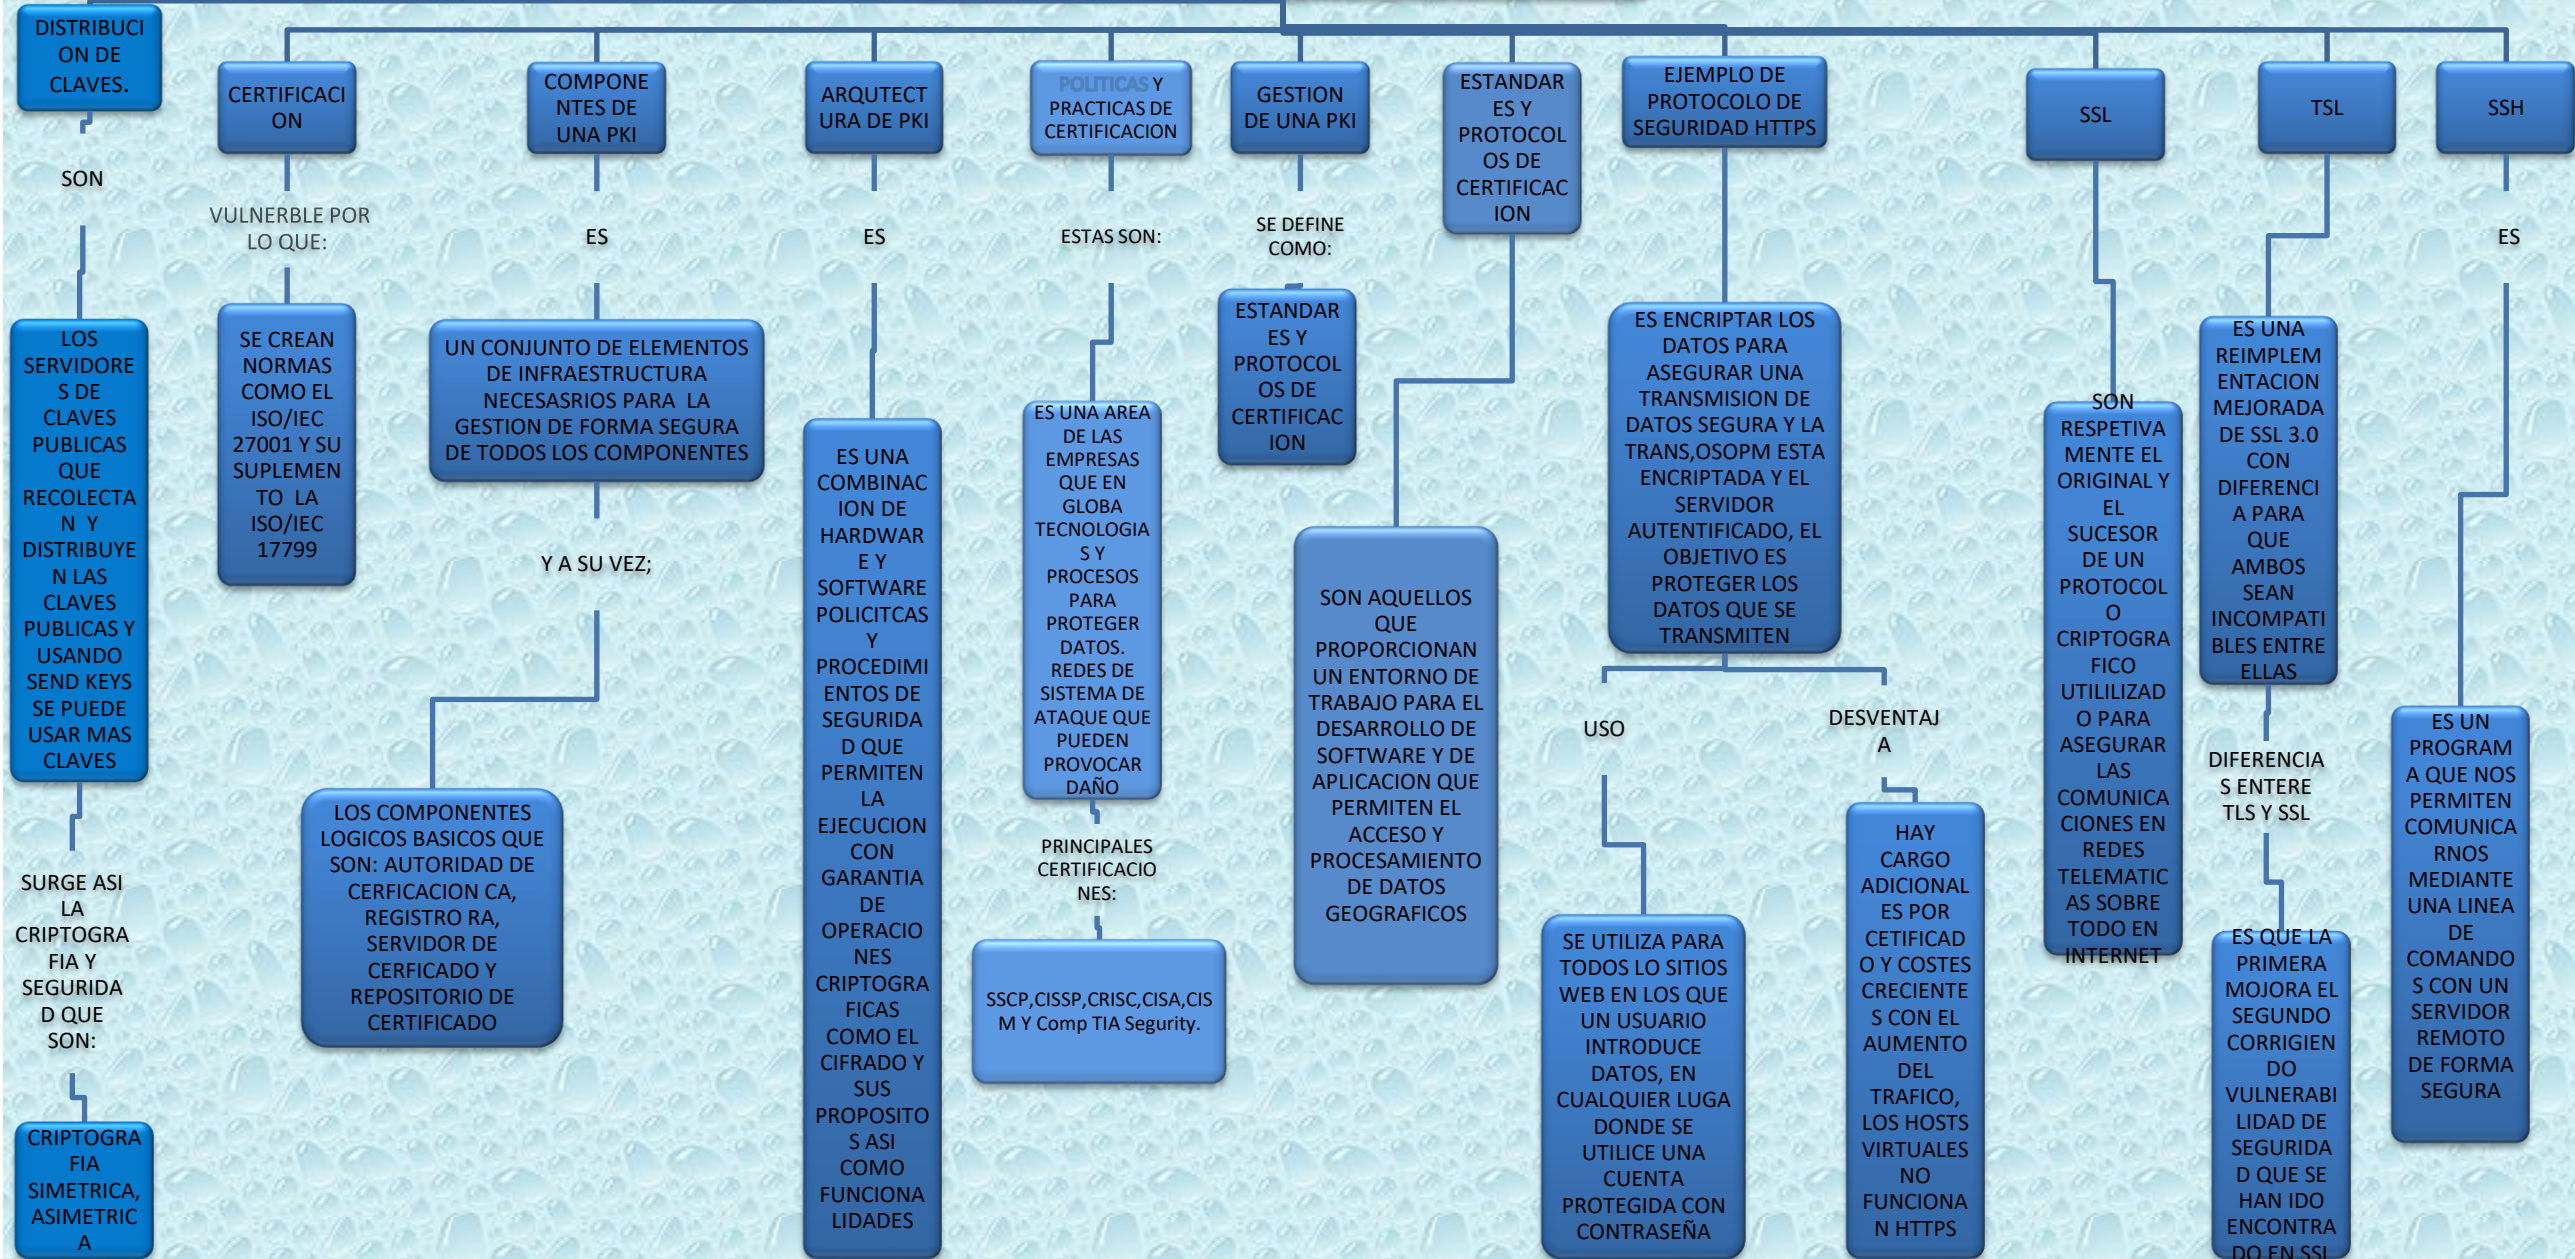 DISTRIBUCI
ON DE
CLAVES.
SON
LOS
SERVIDORE
S DE
CLAVES
PUBLICAS
QUE
RECOLECTA
N Y
DISTRIBUYE
N LAS
CLAVES
PUBLICAS Y
USANDO
SEND KEYS
SE PUEDE
USAR MAS
CLAVES
SURGE ASI
LA
CRIPTOGRA
FIA Y
SEGURIDA
D QUE
SON:
CRIPTOGRA
FIA
SIMETRICA,
ASIMETRIC
A
CERTIFICACI
ON
VULNERBLE POR
LO QUE:
SE CREAN
NORMAS
COMO EL
ISO/IEC
27001 Y SU
SUPLEMEN
TO LA
ISO/IEC
17799
COMPONE
NTES DE
UNA PKI
ES
UN CONJUNTO DE ELEMENTOS
DE INFRAESTRUCTURA
NECESASRIOS PARA LA
GESTION DE FORMA SEGURA
DE TODOS LOS COMPONENTES
Y A SU VEZ;
LOS COMPONENTES
LOGICOS BASICOS QUE
SON: AUTORIDAD DE
CERFICACION CA,
REGISTRO RA,
SERVIDOR DE
CERFICADO Y
REPOSITORIO DE
CERTIFICADO
ARQUTECT
URA DE PKI
ES
ES UNA
COMBINAC
ION DE
HARDWAR
E Y
SOFTWARE
POLICITCAS
Y
PROCEDIMI
ENTOS DE
SEGURIDA
D QUE
PERMITEN
LA
EJECUCION
CON
GARANTIA
DE
OPERACIO
NES
CRIPTOGRA
FICAS
COMO EL
CIFRADO Y
SUS
PROPOSITO
S ASI
COMO
FUNCIONA
LIDADES
POLITICAS Y
PRACTICAS DE
CERTIFICACION
ESTAS SON:
ES UNA AREA
DE LAS
EMPRESAS
QUE EN
GLOBA
TECNOLOGIA
S Y
PROCESOS
PARA
PROTEGER
DATOS.
REDES DE
SISTEMA DE
ATAQUE QUE
PUEDEN
PROVOCAR
DAÑO
PRINCIPALES
CERTIFICACIO
NES:
SSCP,CISSP,CRISC,CISA,CIS
M Y Comp TIA Segurity.
GESTION
DE UNA PKI
SE DEFINE
COMO:
ESTANDAR
ES Y
PROTOCOL
OS DE
CERTIFICAC
ION
ESTANDAR
ES Y
PROTOCOL
OS DE
CERTIFICAC
ION
SON AQUELLOS
QUE
PROPORCIONAN
UN ENTORNO DE
TRABAJO PARA EL
DESARROLLO DE
SOFTWARE Y DE
APLICACION QUE
PERMITEN EL
ACCESO Y
PROCESAMIENTO
DE DATOS
GEOGRAFICOS
EJEMPLO DE
PROTOCOLO DE
SEGURIDAD HTTPS
ES ENCRIPTAR LOS
DATOS PARA
ASEGURAR UNA
TRANSMISION DE
DATOS SEGURA Y LA
TRANS,OSOPM ESTA
ENCRIPTADA Y EL
SERVIDOR
AUTENTIFICADO, EL
OBJETIVO ES
PROTEGER LOS
DATOS QUE SE
TRANSMITEN
USO
SE UTILIZA PARA
TODOS LO SITIOS
WEB EN LOS QUE
UN USUARIO
INTRODUCE
DATOS, EN
CUALQUIER LUGA
DONDE SE
UTILICE UNA
CUENTA
PROTEGIDA CON
CONTRASEÑA
DESVENTAJ
A
HAY
CARGO
ADICIONAL
ES POR
CETIFICAD
O Y COSTES
CRECIENTE
S CON EL
AUMENTO
DEL
TRAFICO,
LOS HOSTS
VIRTUALES
NO
FUNCIONA
N HTTPS
SSL
SON
RESPETIVA
MENTE EL
ORIGINAL Y
EL
SUCESOR
DE UN
PROTOCOL
O
CRIPTOGRA
FICO
UTILILIZAD
O PARA
ASEGURAR
LAS
COMUNICA
CIONES EN
REDES
TELEMATIC
AS SOBRE
TODO EN
INTERNET
TSL
ES UNA
REIMPLEM
ENTACION
MEJORADA
DE SSL 3.0
CON
DIFERENCI
A PARA
QUE
AMBOS
SEAN
INCOMPATI
BLES ENTRE
ELLAS
DIFERENCIA
S ENTERE
TLS Y SSL
ES QUE LA
PRIMERA
MOJORA EL
SEGUNDO
CORRIGIEN
DO
VULNERABI
LIDAD DE
SEGURIDA
D QUE SE
HAN IDO
ENCONTRA
DO EN SSL
SSH
ES
ES UN
PROGRAM
A QUE NOS
PERMITEN
COMUNICA
RNOS
MEDIANTE
UNA LINEA
DE
COMANDO
S CON UN
SERVIDOR
REMOTO
DE FORMA
SEGURA